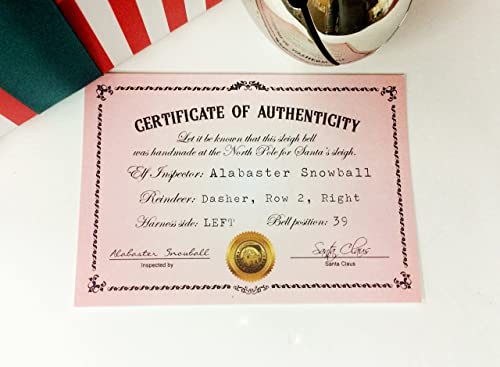 CERTIFICATE OF AUTHENTICITY
Let it be known that this sleigh bell
was handmade at the North Pole for Santa's sleigh.
Elf Inspector: Alabaster Snowball
Reindeer: Dasher, Row 2, Right
Harness side: LEFT Bell position: 39
Alabaster Snowball Santa Claus
Inspected by Santa Claus